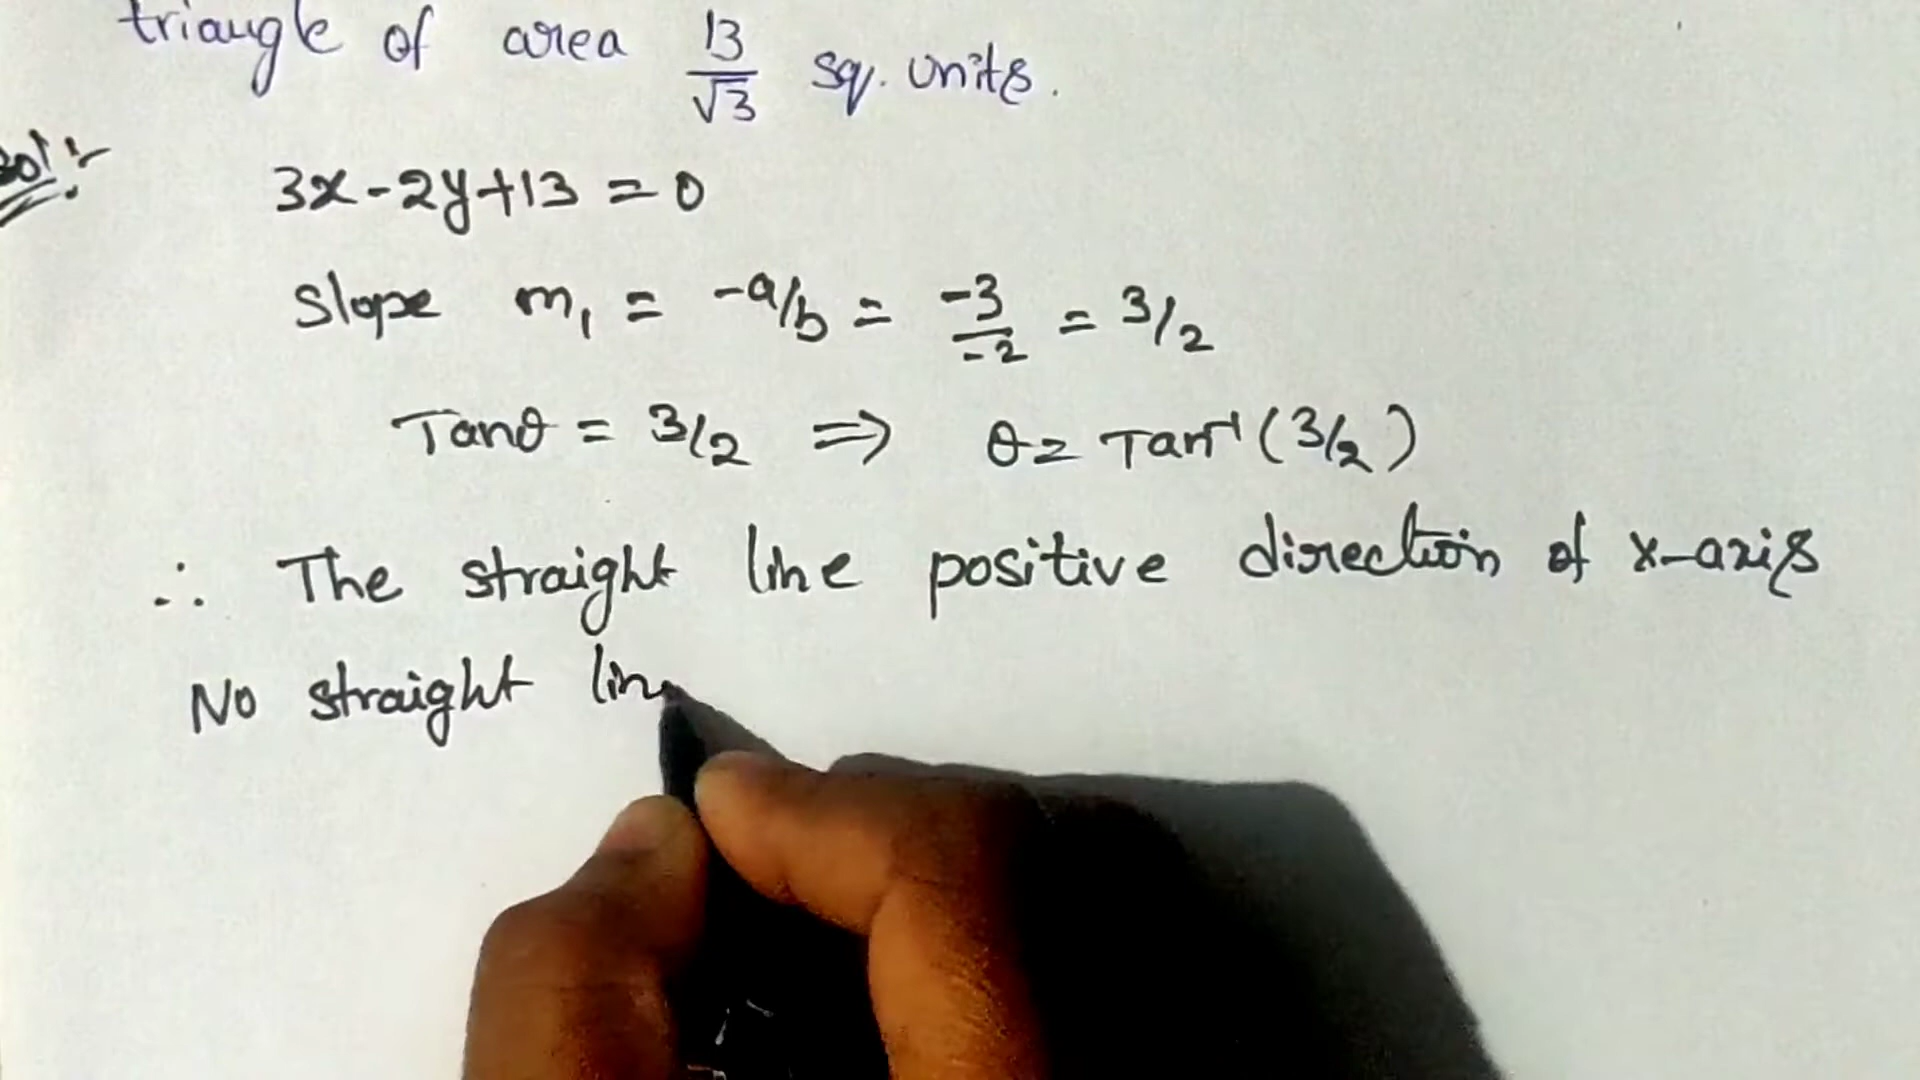 triangle of area 13/√3 sq. units.
Sol:-
3x-2y+13=0
Slope m₁ = -a/b = -3/-2 = 3/2
Tanθ = 3/2 ⇒ θ = Tan⁻¹(3/2)
∴ The straight line positive direction of x-axis
No straight lin